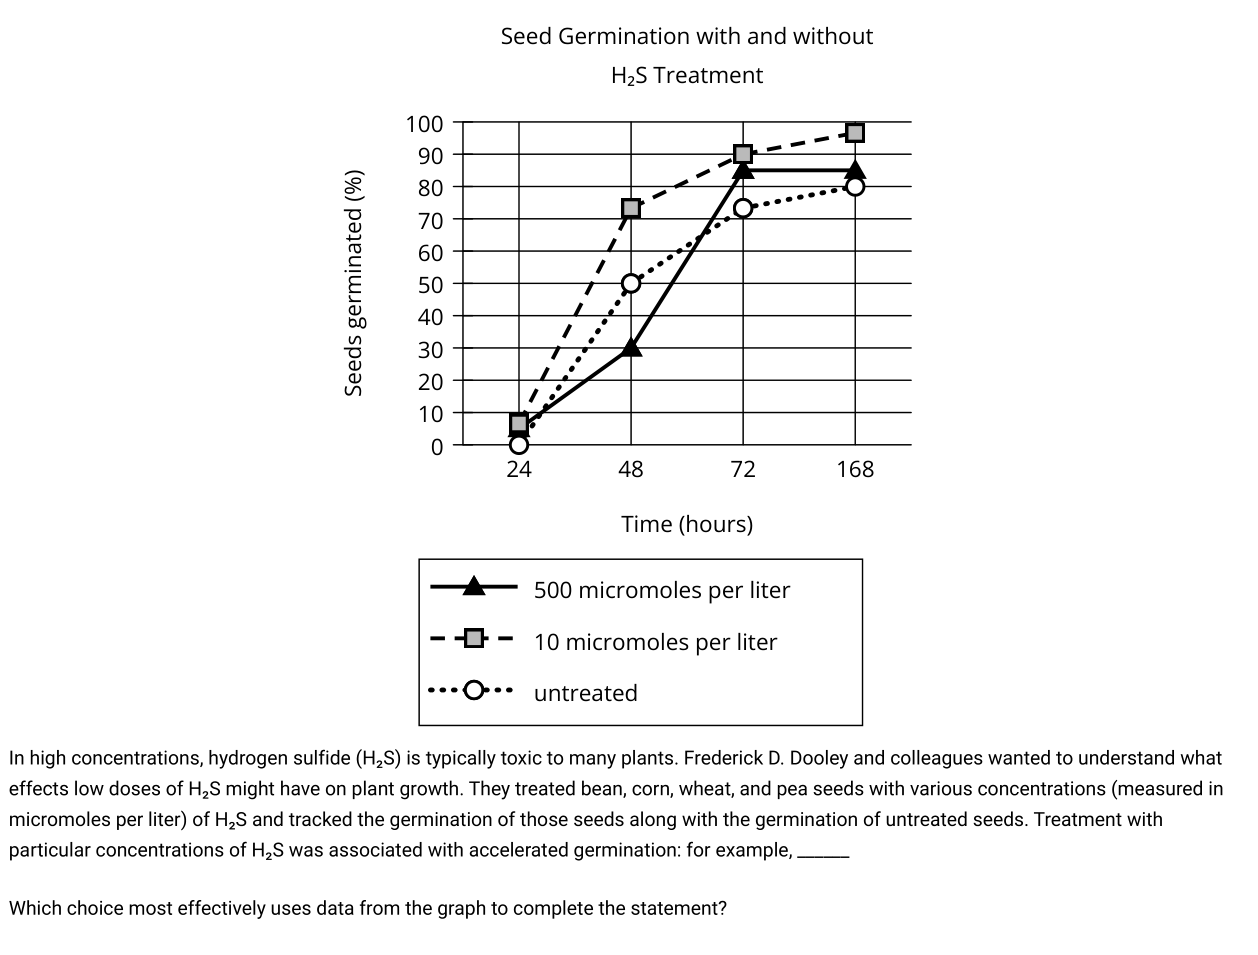 Seed Germination with and without
H₂S Treatment
Seeds germinated (%)
100
90
80
70
60
50
40
30
20
10
0
24 48 72 168
Time (hours)
500 micromoles per liter
10 micromoles per liter
untreated
In high concentrations, hydrogen sulfide (H₂S) is typically toxic to many plants. Frederick D. Dooley and colleagues wanted to understand what
effects low doses of H₂S might have on plant growth. They treated bean, corn, wheat, and pea seeds with various concentrations (measured in
micromoles per liter) of H₂S and tracked the germination of those seeds along with the germination of untreated seeds. Treatment with
particular concentrations of H₂S was associated with accelerated germination: for example, ______
Which choice most effectively uses data from the graph to complete the statement?